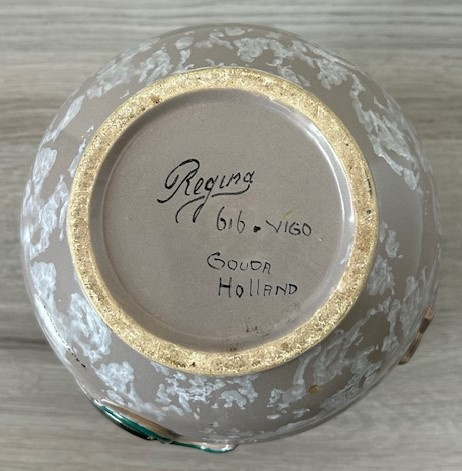 Regina
616. VIGO
GOUDA
HOLLAND